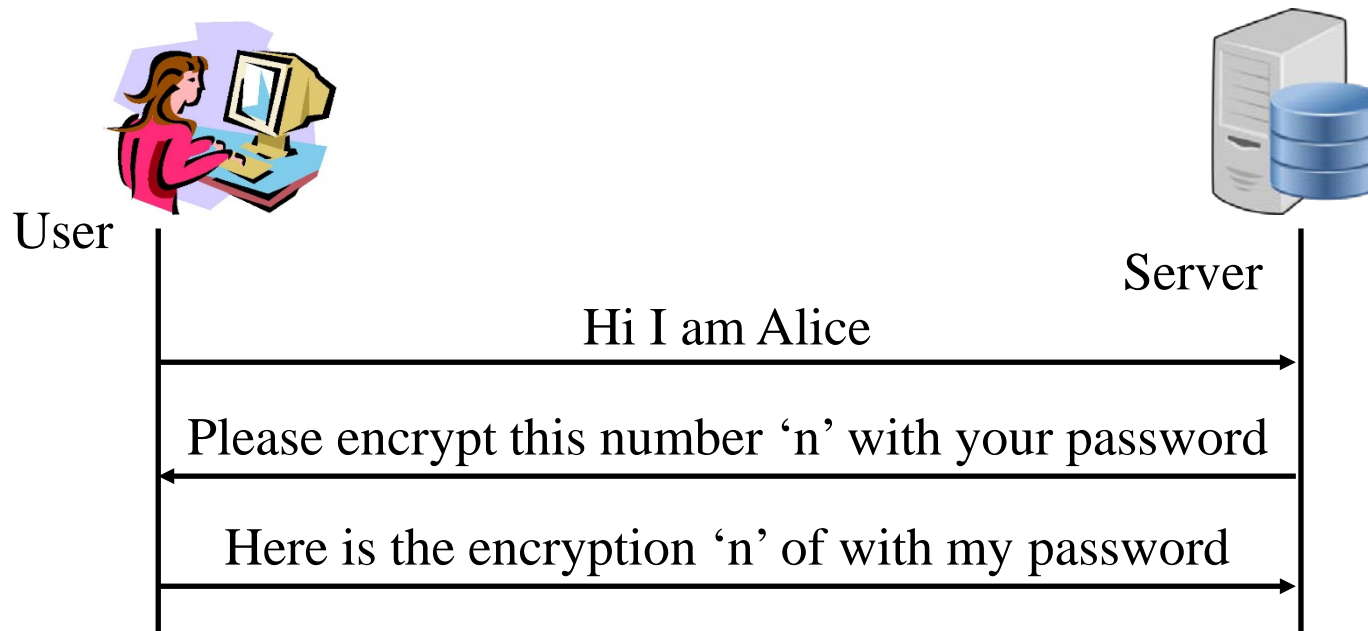 User
Server
Hi I am Alice
Please encrypt this number ‘n’ with your password
Here is the encryption ‘n’ of with my password